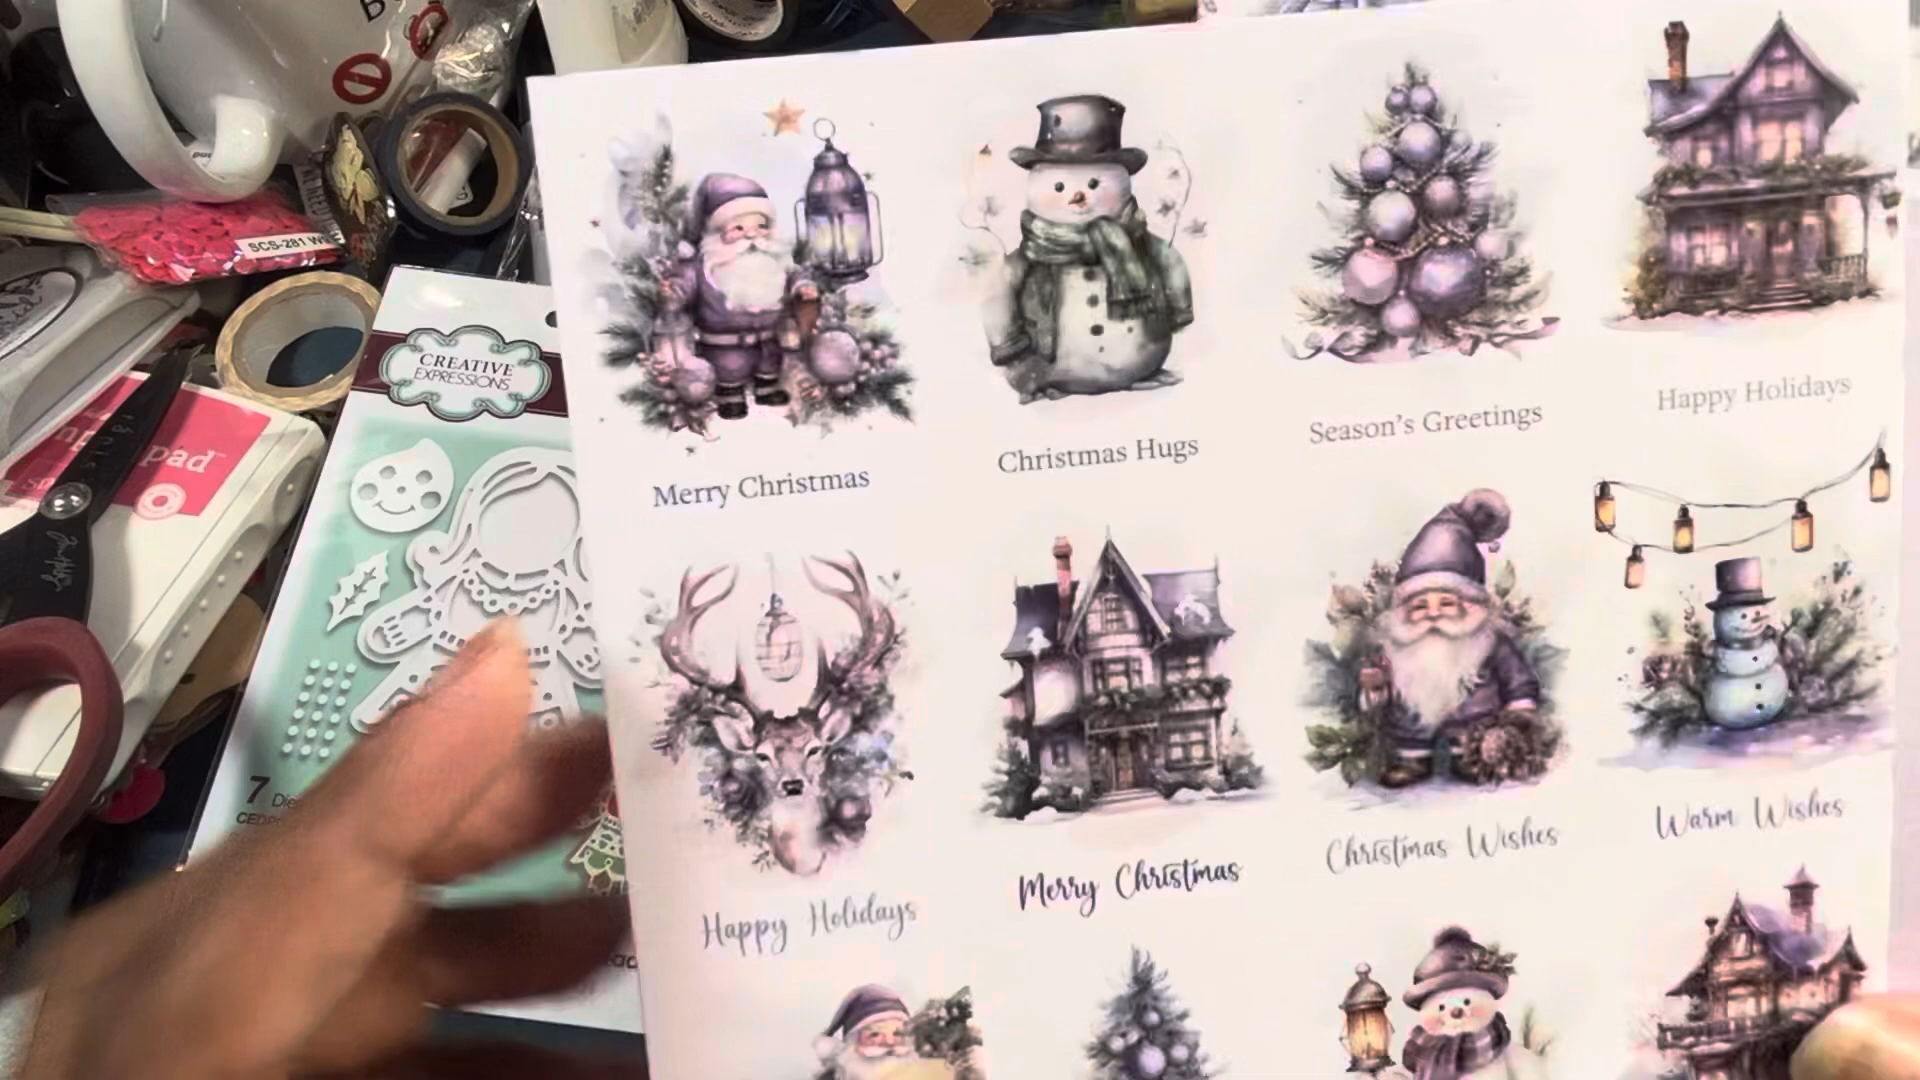 SCS-281
CREATIVE
EXPRESSIONS
pad
7 Dies
Merry Christmas
Christmas Hugs
Season's Greetings
Happy Holidays
Happy Holidays
Merry Christmas
Christmas Wishes
Warm Wishes